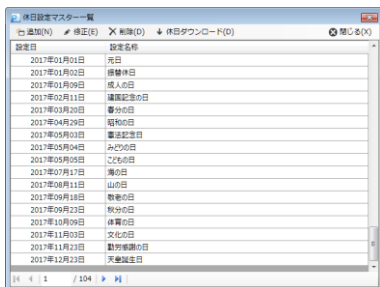 休日設定マスター一覧
追加(N) 修正(E) 削除(D) 休日ダウンロード(D) 閉じる(X)
設定日 設定名称
2017年01月01日 元日
2017年01月02日 振替休日
2017年01月09日 成人の日
2017年02月11日 建国記念の日
2017年03月20日 春分の日
2017年04月29日 昭和の日
2017年05月03日 憲法記念日
2017年05月04日 みどりの日
2017年05月05日 こどもの日
2017年07月17日 海の日
2017年08月11日 山の日
2017年09月18日 敬老の日
2017年09月23日 秋分の日
2017年10月09日 体育の日
2017年11月03日 文化の日
2017年11月23日 勤労感謝の日
2017年12月23日 天皇誕生日
1 / 104